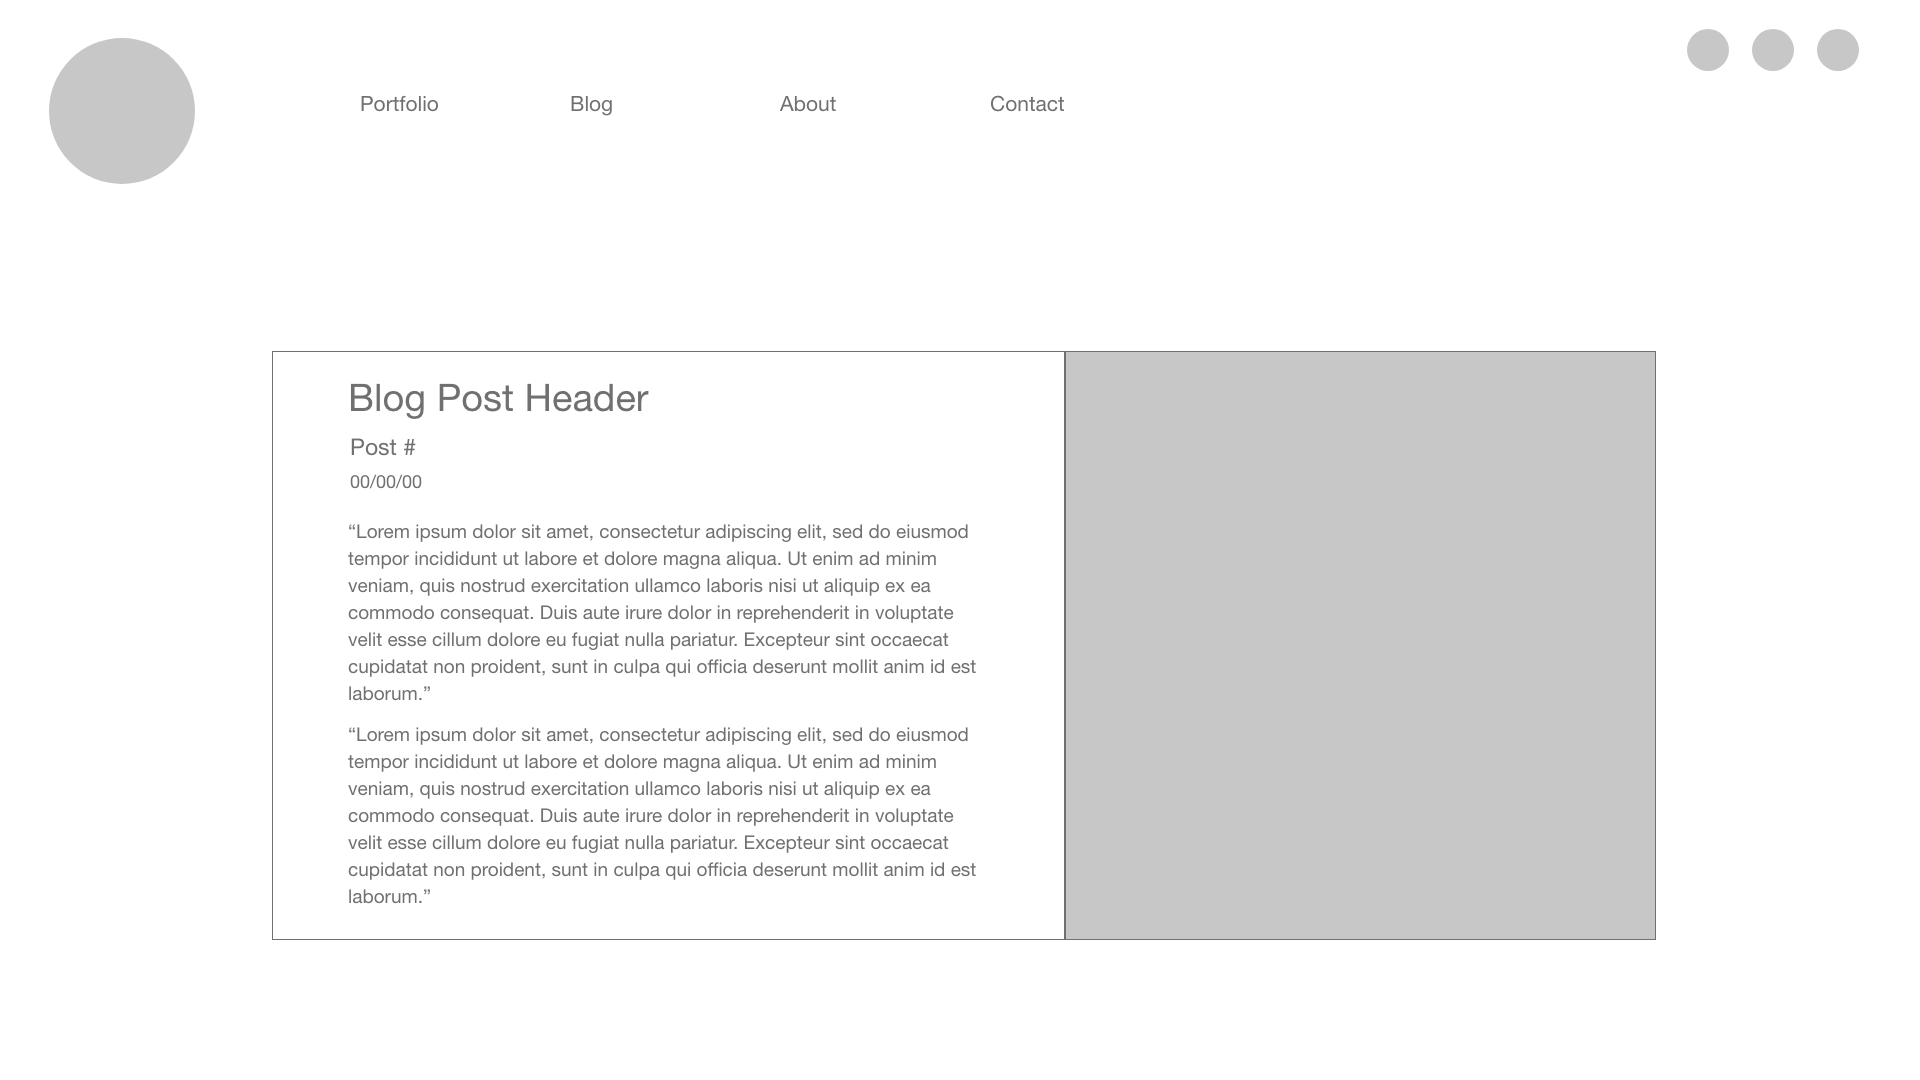 Portfolio
Blog
About
Contact
Blog Post Header
Post #
00/00/00
“Lorem ipsum dolor sit amet, consectetur adipiscing elit, sed do eiusmod
tempor incididunt ut labore et dolore magna aliqua. Ut enim ad minim
veniam, quis nostrud exercitation ullamco laboris nisi ut aliquip ex ea
commodo consequat. Duis aute irure dolor in reprehenderit in voluptate
velit esse cillum dolore eu fugiat nulla pariatur. Excepteur sint occaecat
cupidatat non proident, sunt in culpa qui officia deserunt mollit anim id est
laborum.”
“Lorem ipsum dolor sit amet, consectetur adipiscing elit, sed do eiusmod
tempor incididunt ut labore et dolore magna aliqua. Ut enim ad minim
veniam, quis nostrud exercitation ullamco laboris nisi ut aliquip ex ea
commodo consequat. Duis aute irure dolor in reprehenderit in voluptate
velit esse cillum dolore eu fugiat nulla pariatur. Excepteur sint occaecat
cupidatat non proident, sunt in culpa qui officia deserunt mollit anim id est
laborum.”